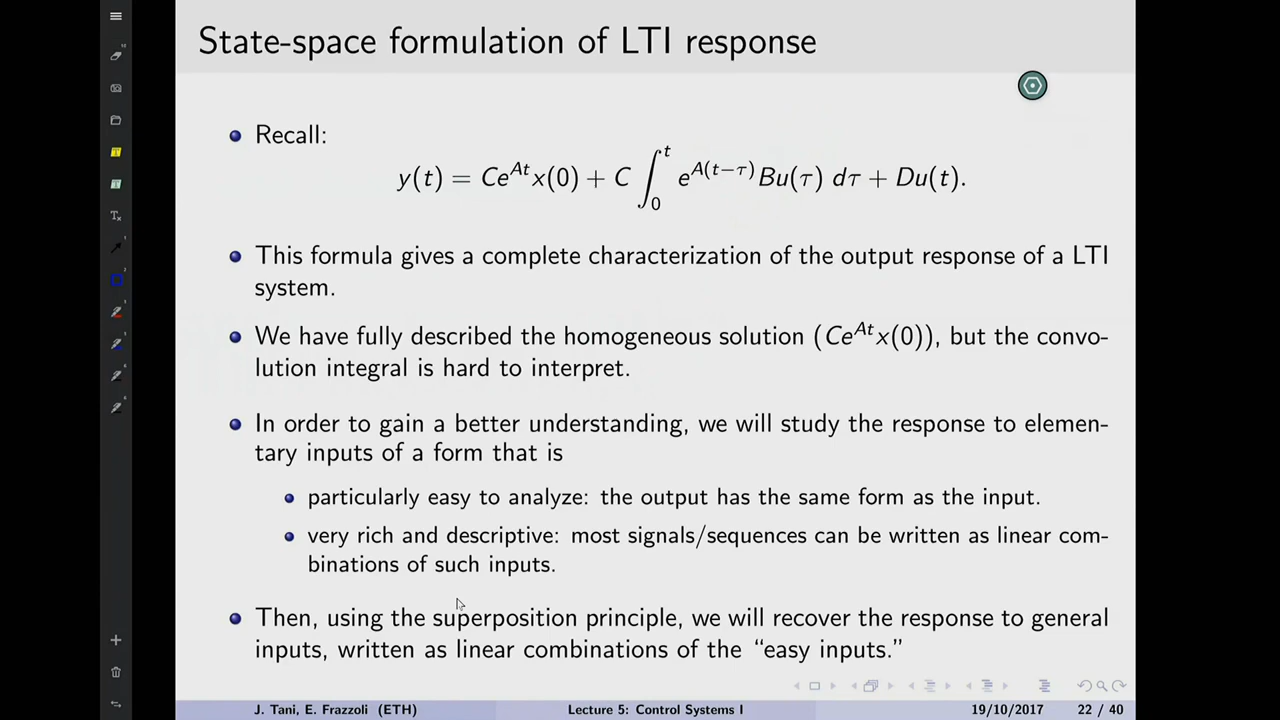 State-space formulation of LTI response
Recall:
y(t) = Ce^{At}x(0) + C ∫_0^t e^{A(t−τ)}Bu(τ) dτ + Du(t).
This formula gives a complete characterization of the output response of a LTI
system.
We have fully described the homogeneous solution (Ce^{At}x(0)), but the convo-
lution integral is hard to interpret.
In order to gain a better understanding, we will study the response to elemen-
tary inputs of a form that is
particularly easy to analyze: the output has the same form as the input.
very rich and descriptive: most signals/sequences can be written as linear com-
binations of such inputs.
Then, using the superposition principle, we will recover the response to general
inputs, written as linear combinations of the “easy inputs.”
J. Tani, E. Frazzoli (ETH) Lecture 5: Control Systems I 19/10/2017 22 / 40